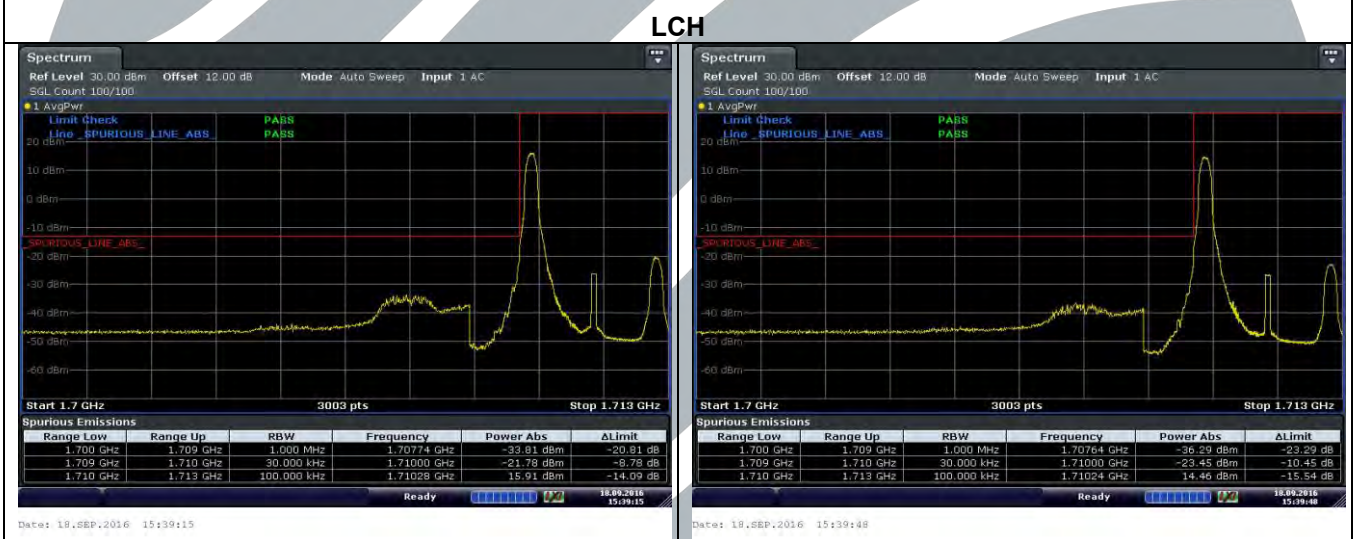 LCH
Spectrum
Ref Level 30.00 dBm Offset 12.00 dB Mode Auto Sweep Input 1 AC
SGL Count 100/100
1 AvgPwr
Limit Check PASS
Line _SPURIOUS_LINE_ABS_ PASS
20 dBm
10 dBm
0 dBm
-10 dBm
_SPURIOUS_LINE_ABS_
-20 dBm
-30 dBm
-40 dBm
-50 dBm
-60 dBm
Start 1.7 GHz 3003 pts Stop 1.713 GHz
Spurious Emissions
Range Low Range Up RBW Frequency Power Abs ΔLimit
1.700 GHz 1.709 GHz 1.000 MHz 1.70774 GHz -33.81 dBm -20.81 dB
1.709 GHz 1.710 GHz 30.000 kHz 1.71000 GHz -21.78 dBm -8.78 dB
1.710 GHz 1.713 GHz 100.000 kHz 1.71028 GHz 15.91 dBm -14.09 dB
Ready 18.09.2016
15:39:15
Date: 18.SEP.2016 15:39:15
Spectrum
Ref Level 30.00 dBm Offset 12.00 dB Mode Auto Sweep Input 1 AC
SGL Count 100/100
1 AvgPwr
Limit Check PASS
Line _SPURIOUS_LINE_ABS_ PASS
20 dBm
10 dBm
0 dBm
-10 dBm
_SPURIOUS_LINE_ABS_
-20 dBm
-30 dBm
-40 dBm
-50 dBm
-60 dBm
Start 1.7 GHz 3003 pts Stop 1.713 GHz
Spurious Emissions
Range Low Range Up RBW Frequency Power Abs ΔLimit
1.700 GHz 1.709 GHz 1.000 MHz 1.70764 GHz -36.29 dBm -23.29 dB
1.709 GHz 1.710 GHz 30.000 kHz 1.71000 GHz -23.45 dBm -10.45 dB
1.710 GHz 1.713 GHz 100.000 kHz 1.71024 GHz 14.46 dBm -15.54 dB
Ready 18.09.2016
15:39:48
Date: 18.SEP.2016 15:39:48